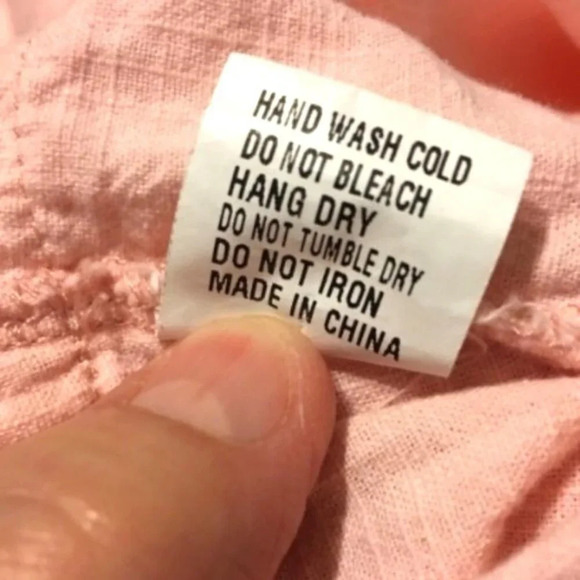 HAND WASH COLD
DO NOT BLEACH
HANG DRY
DO NOT TUMBLE DRY
DO NOT IRON
MADE IN CHINA